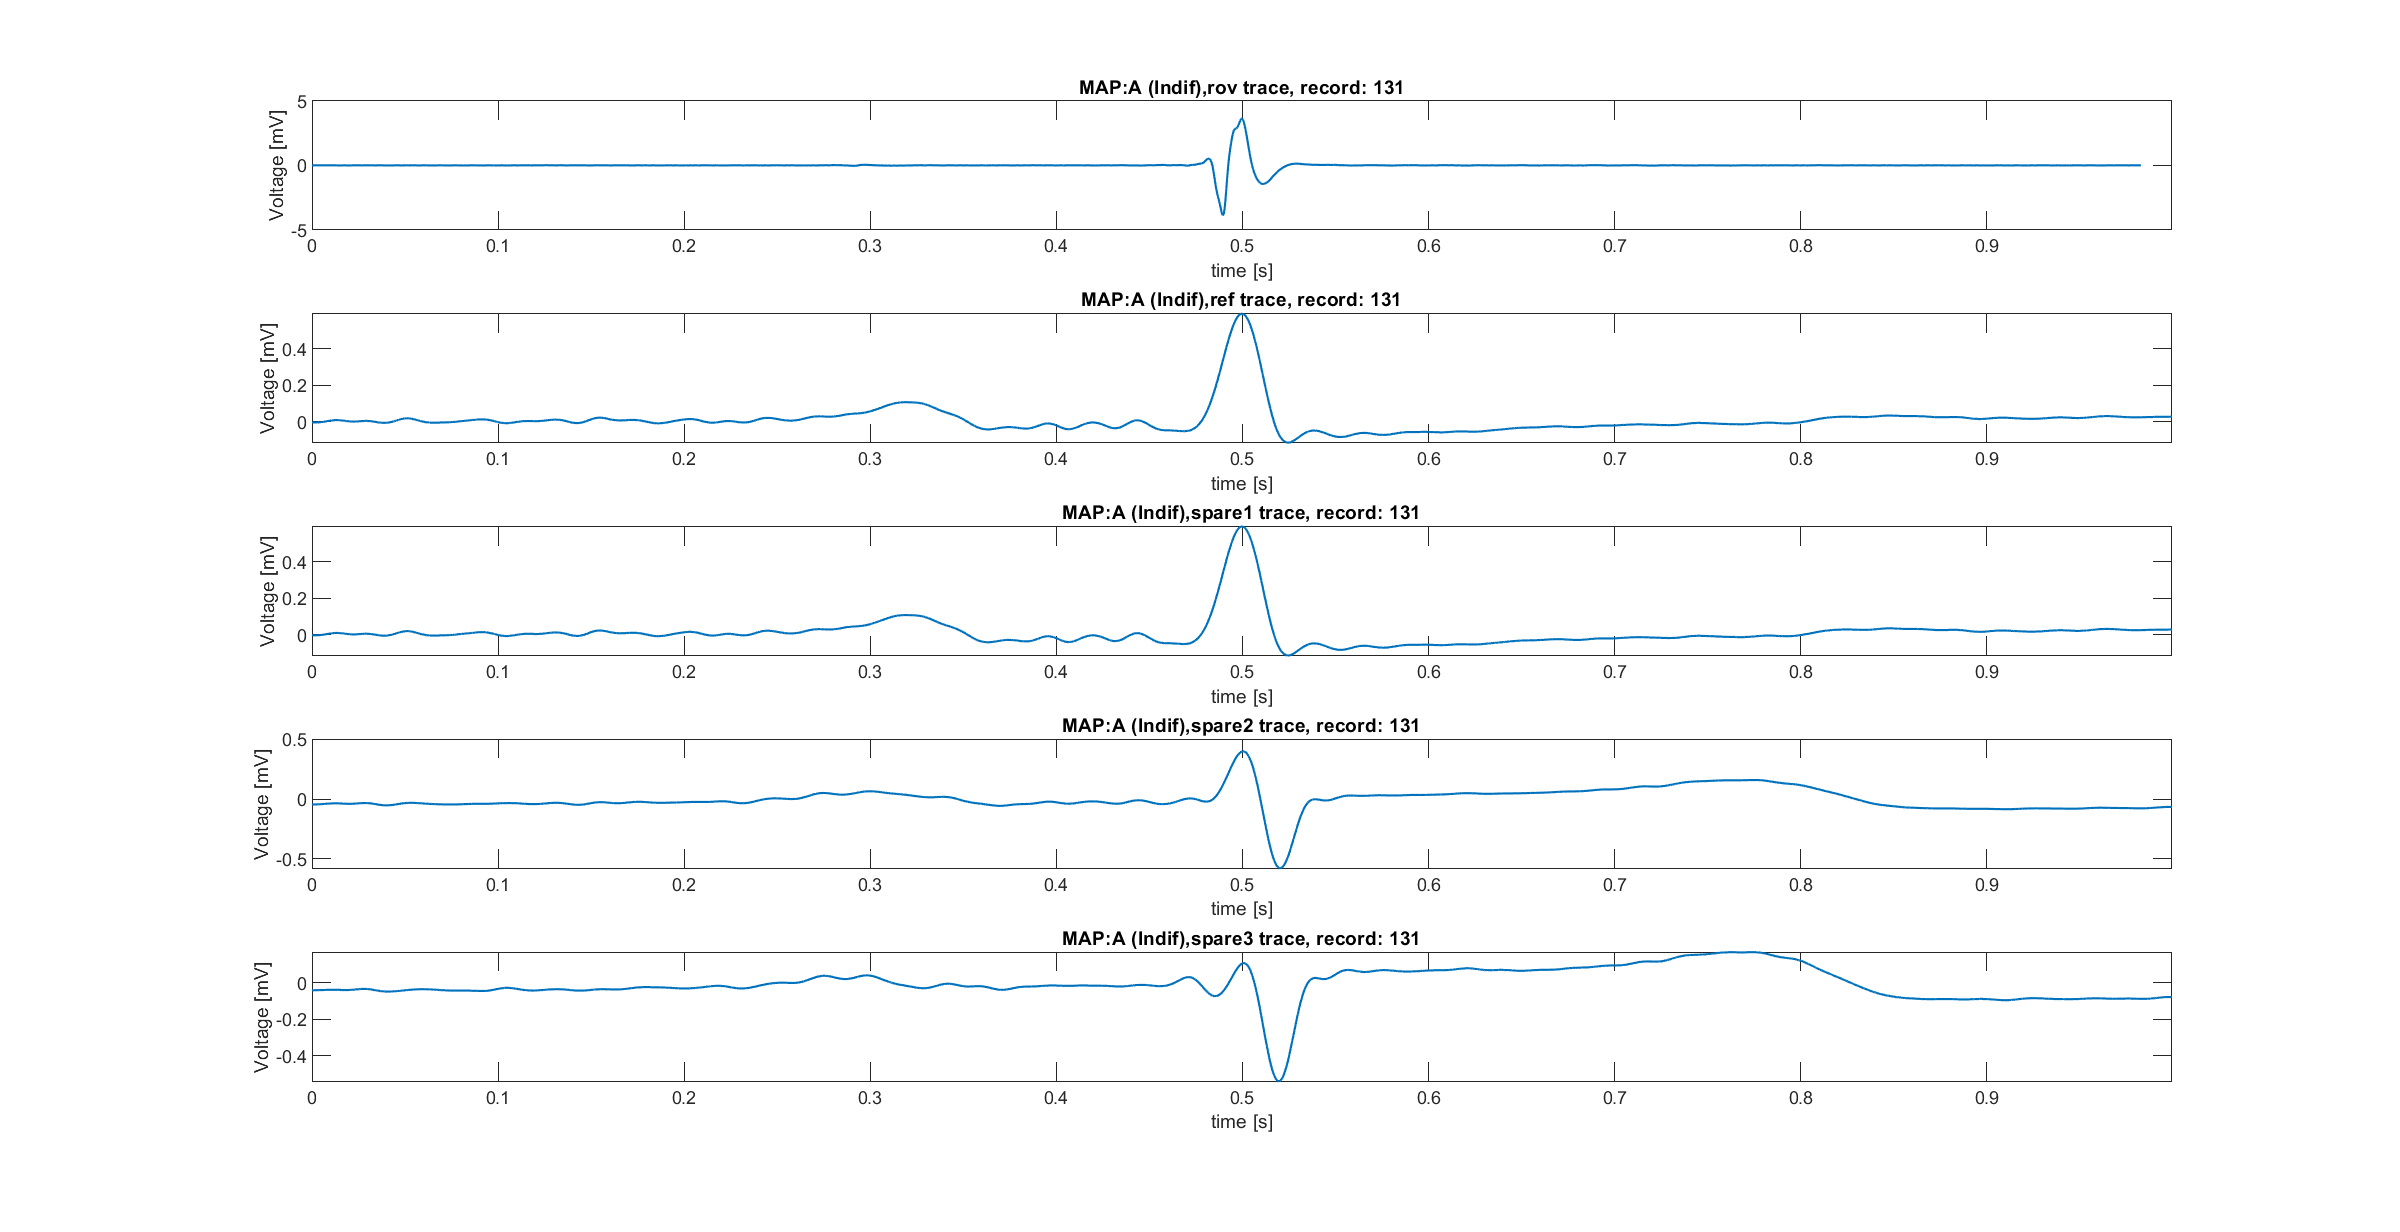 MAP:A (Indif),rov trace, record: 131
Voltage [mV]
5
0
-5
0 0.1 0.2 0.3 0.4 0.5 0.6 0.7 0.8 0.9
time [s]
MAP:A (Indif),ref trace, record: 131
Voltage [mV]
0.4
0.2
0
0 0.1 0.2 0.3 0.4 0.5 0.6 0.7 0.8 0.9
time [s]
MAP:A (Indif),spare1 trace, record: 131
Voltage [mV]
0.4
0.2
0
0 0.1 0.2 0.3 0.4 0.5 0.6 0.7 0.8 0.9
time [s]
MAP:A (Indif),spare2 trace, record: 131
Voltage [mV]
0.5
0
-0.5
0 0.1 0.2 0.3 0.4 0.5 0.6 0.7 0.8 0.9
time [s]
MAP:A (Indif),spare3 trace, record: 131
Voltage [mV]
0
-0.2
-0.4
0 0.1 0.2 0.3 0.4 0.5 0.6 0.7 0.8 0.9
time [s]